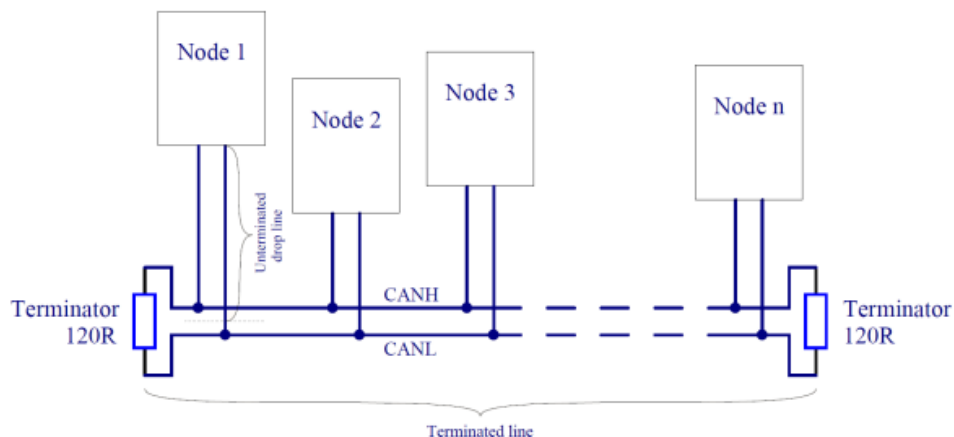 Node 1
Node 2
Node 3
Node n
Unterminated
drop line
CANH
CANL
Terminator
120R
Terminator
120R
Terminated line